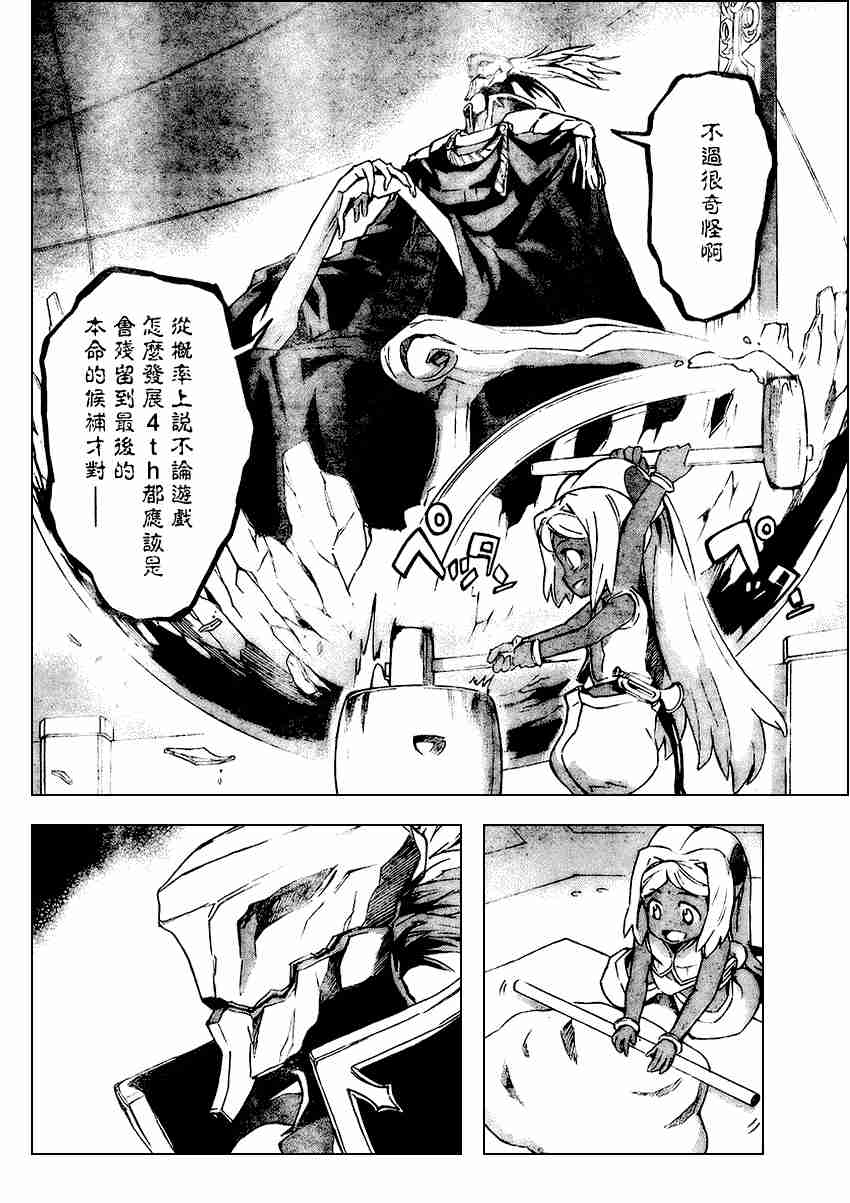 不過很奇怪啊
從概率上說不論遊戲
怎麼發展4th都應該是
會殘留到最後的
本命的候補才對——
ペッタン
ペッタン